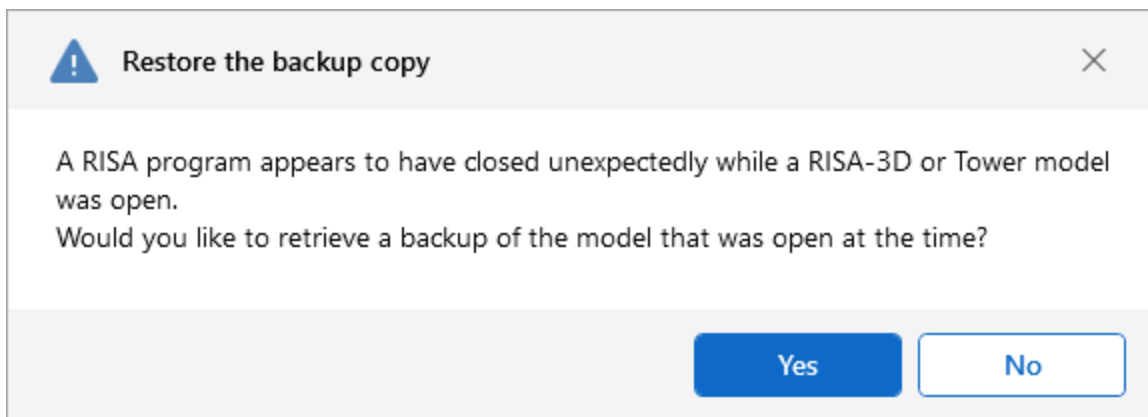 Restore the backup copy
A RISA program appears to have closed unexpectedly while a RISA-3D or Tower model
was open.
Would you like to retrieve a backup of the model that was open at the time?
Yes No